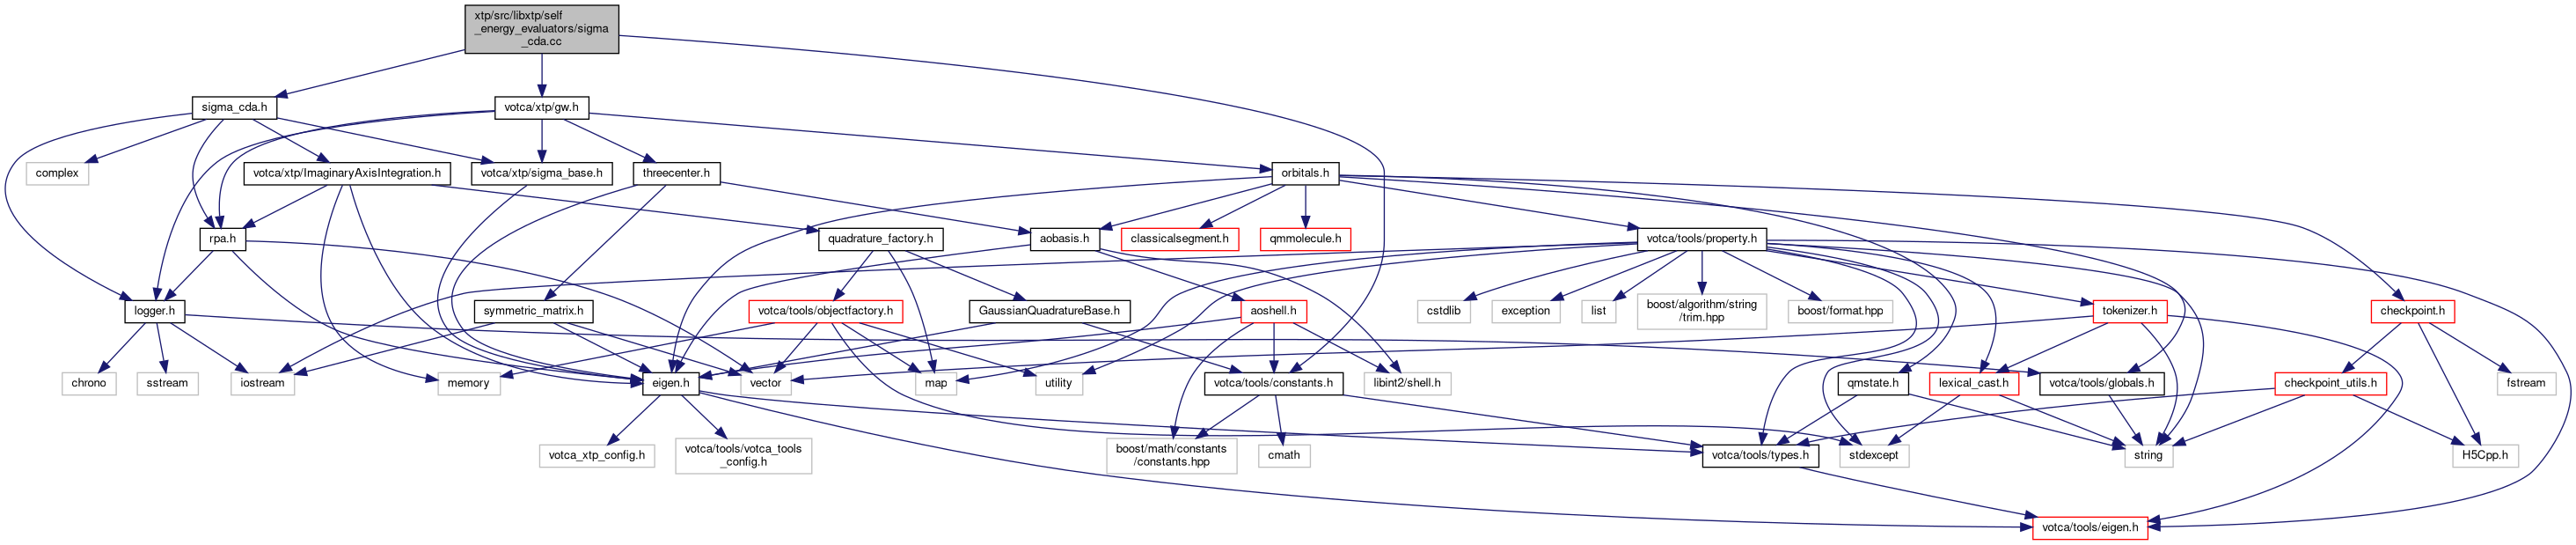 xtp/src/libxtp/self
_energy_evaluators/sigma
_cda.cc
sigma_cda.h
votca/xtp/gw.h
complex
votca/xtp/ImaginaryAxisIntegration.h
votca/xtp/sigma_base.h
threecenter.h
orbitals.h
rpa.h
quadrature_factory.h
aobasis.h
classicalsegment.h
qmmolecule.h
votca/tools/property.h
logger.h
symmetric_matrix.h
votca/tools/objectfactory.h
GaussianQuadratureBase.h
aoshell.h
cstdlib
exception
list
boost/algorithm/string
/trim.hpp
boost/format.hpp
tokenizer.h
checkpoint.h
chrono
sstream
iostream
memory
eigen.h
vector
map
utility
votca/tools/constants.h
libint2/shell.h
qmstate.h
lexical_cast.h
votca/tools/globals.h
checkpoint_utils.h
fstream
votca_xtp_config.h
votca/tools/votca_tools
_config.h
boost/math/constants
/constants.hpp
cmath
votca/tools/types.h
stdexcept
string
H5Cpp.h
votca/tools/eigen.h